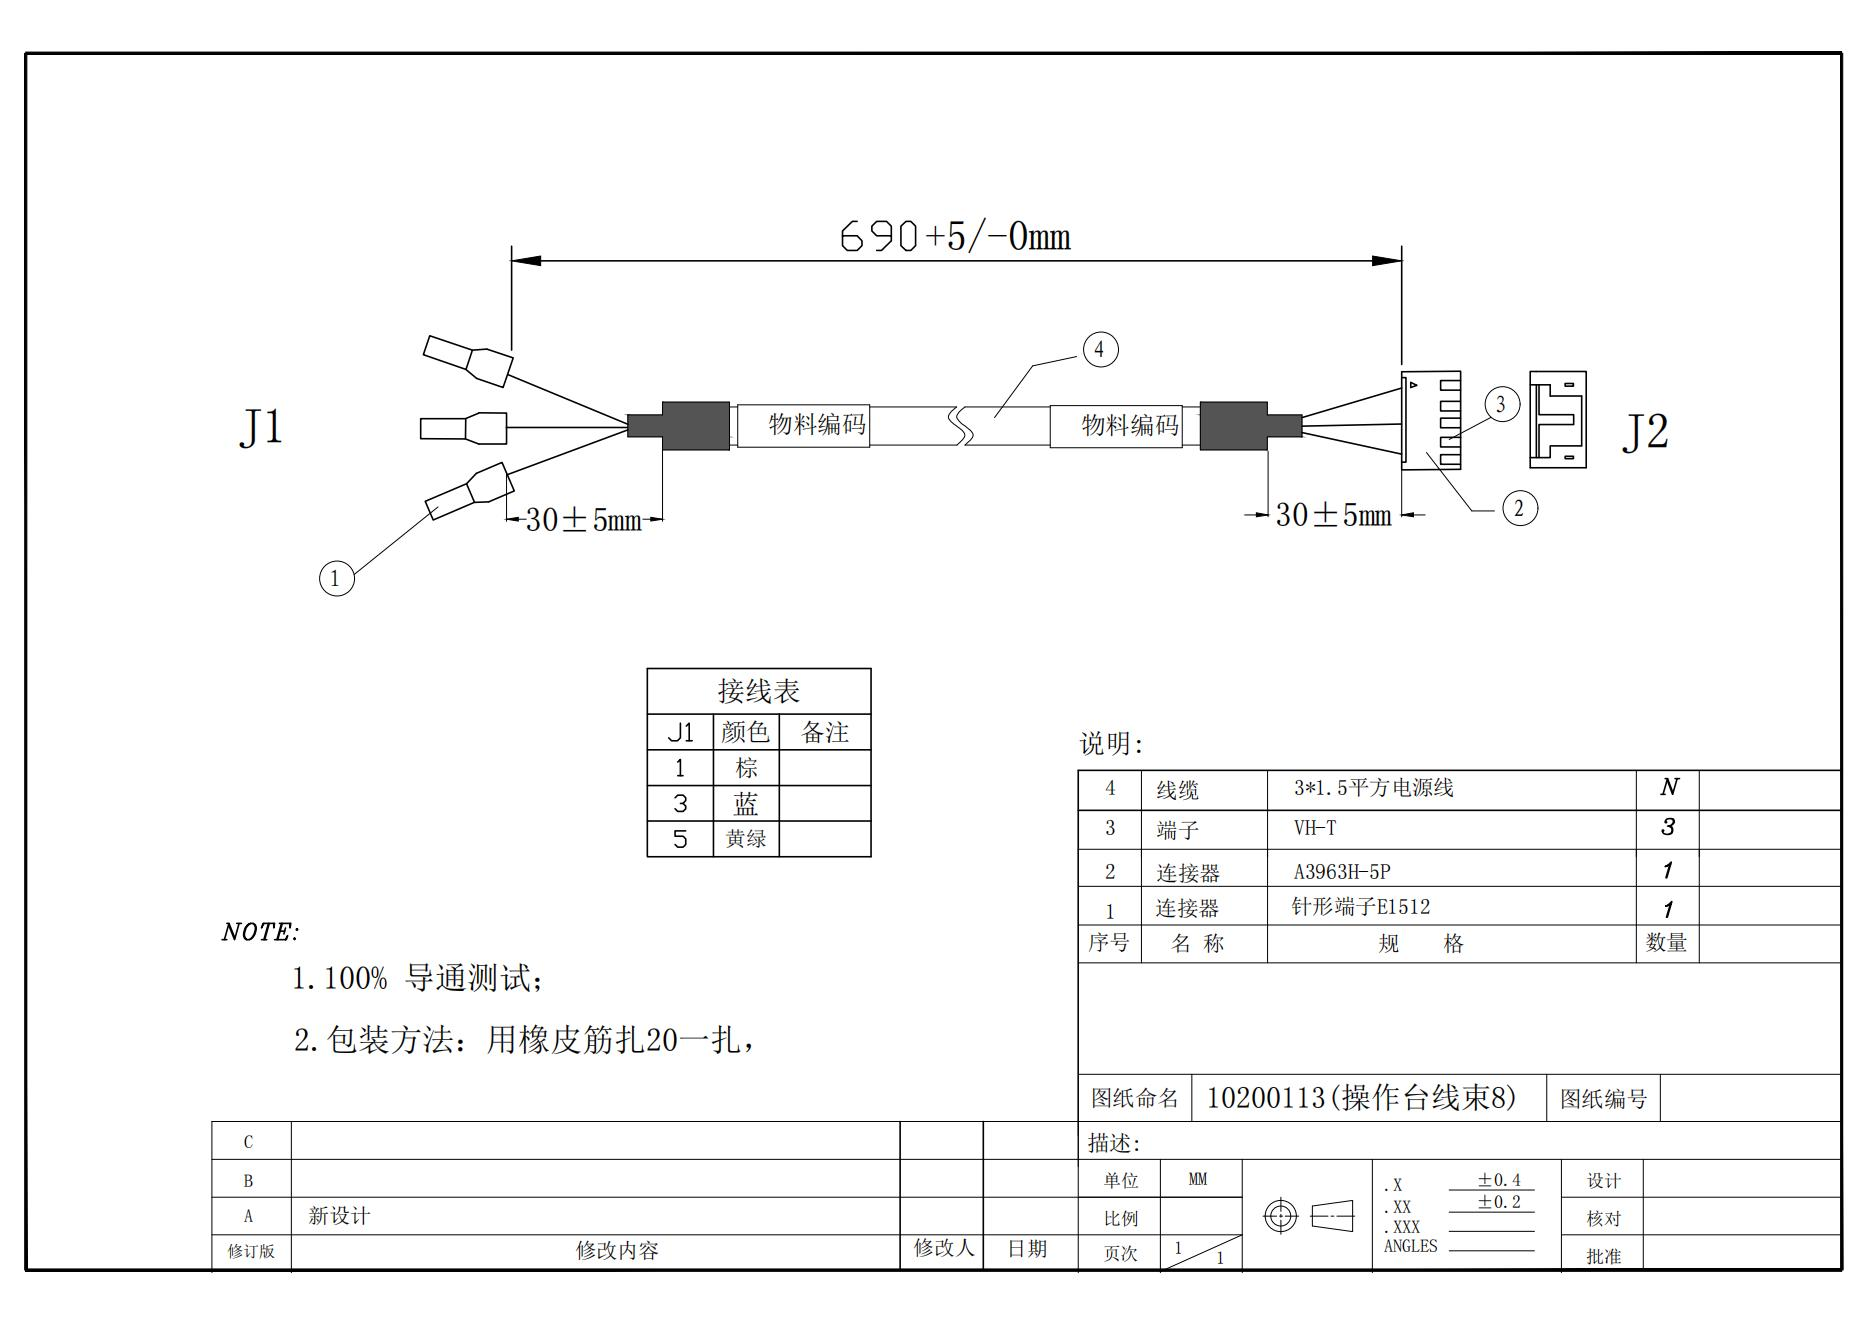 690+5/-0mm
4
J1
物料编码
物料编码
3
J2
30±5mm
30±5mm
2
1
接线表
J1 颜色 备注
1 棕
3 蓝
5 黄绿
说明:
4 线缆 3*1.5平方电源线 N
3 端子 VH-T 3
2 连接器 A3963H-5P 1
1 连接器 针形端子E1512 1
序号 名 称 规 格 数量
NOTE:
1.100% 导通测试;
2.包装方法: 用橡皮筋扎20一扎,
图纸命名 10200113(操作台线束8) 图纸编号
描述:
C
B
A 新设计
修订版 修改内容 修改人 日期
单位 MM
比例
页次 1 1
.X ±0.4
.XX ±0.2
.XXX
ANGLES
设计
核对
批准